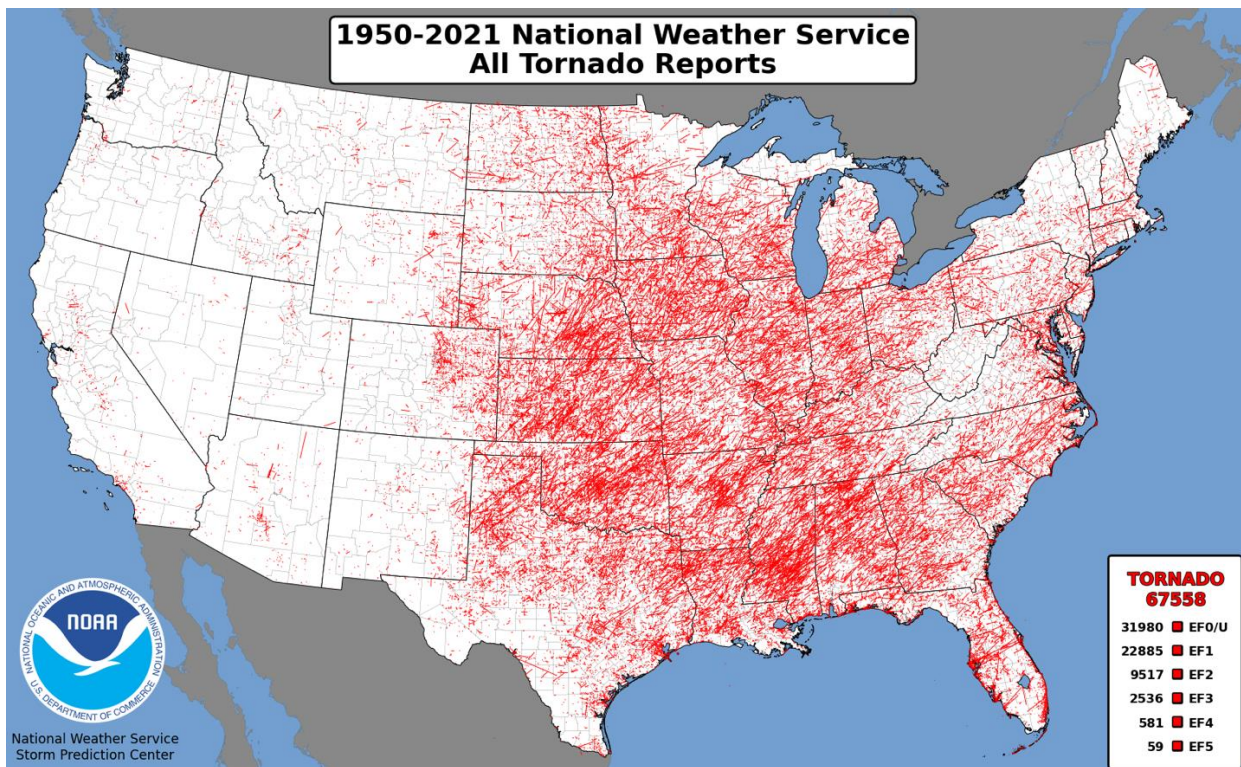 1950-2021 National Weather Service
All Tornado Reports
NATIONAL OCEANIC AND ATMOSPHERIC ADMINISTRATION
NOAA
U.S. DEPARTMENT OF COMMERCE
National Weather Service
Storm Prediction Center
TORNADO
67558
31980 EF0/U
22885 EF1
9517 EF2
2536 EF3
581 EF4
59 EF5